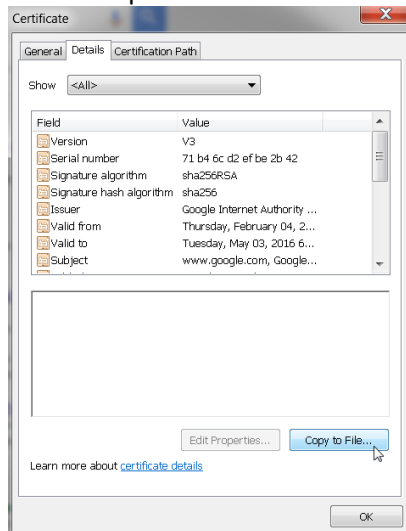 Certificate
General Details Certification Path
Show <All>
Field Value
Version V3
Serial number 71 b4 6c d2 ef be 2b 42
Signature algorithm sha256RSA
Signature hash algorithm sha256
Issuer Google Internet Authority ...
Valid from Thursday, February 04, 2...
Valid to Tuesday, May 03, 2016 6...
Subject www.google.com, Google...
Edit Properties... Copy to File...
Learn more about certificate details
OK